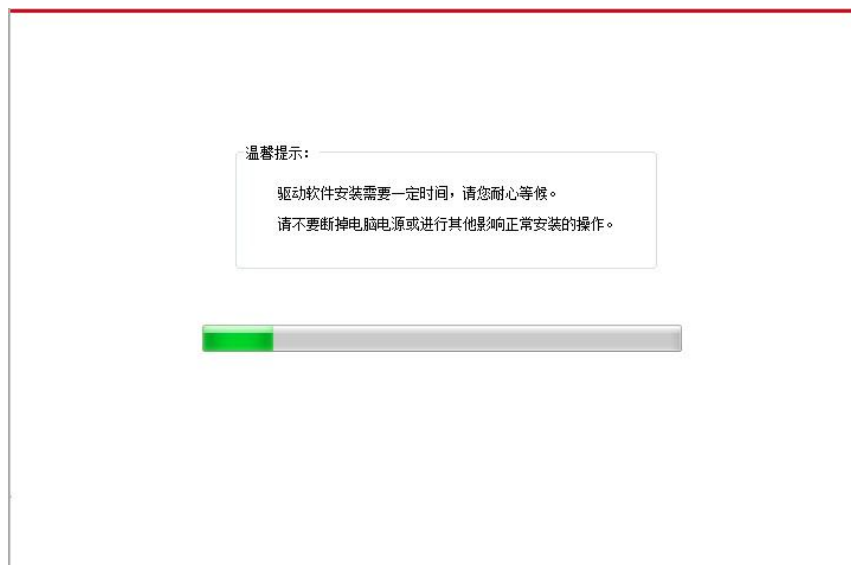 温馨提示：
驱动软件安装需要一定时间，请您耐心等候。
请不要断掉电脑电源或进行其他影响正常安装的操作。